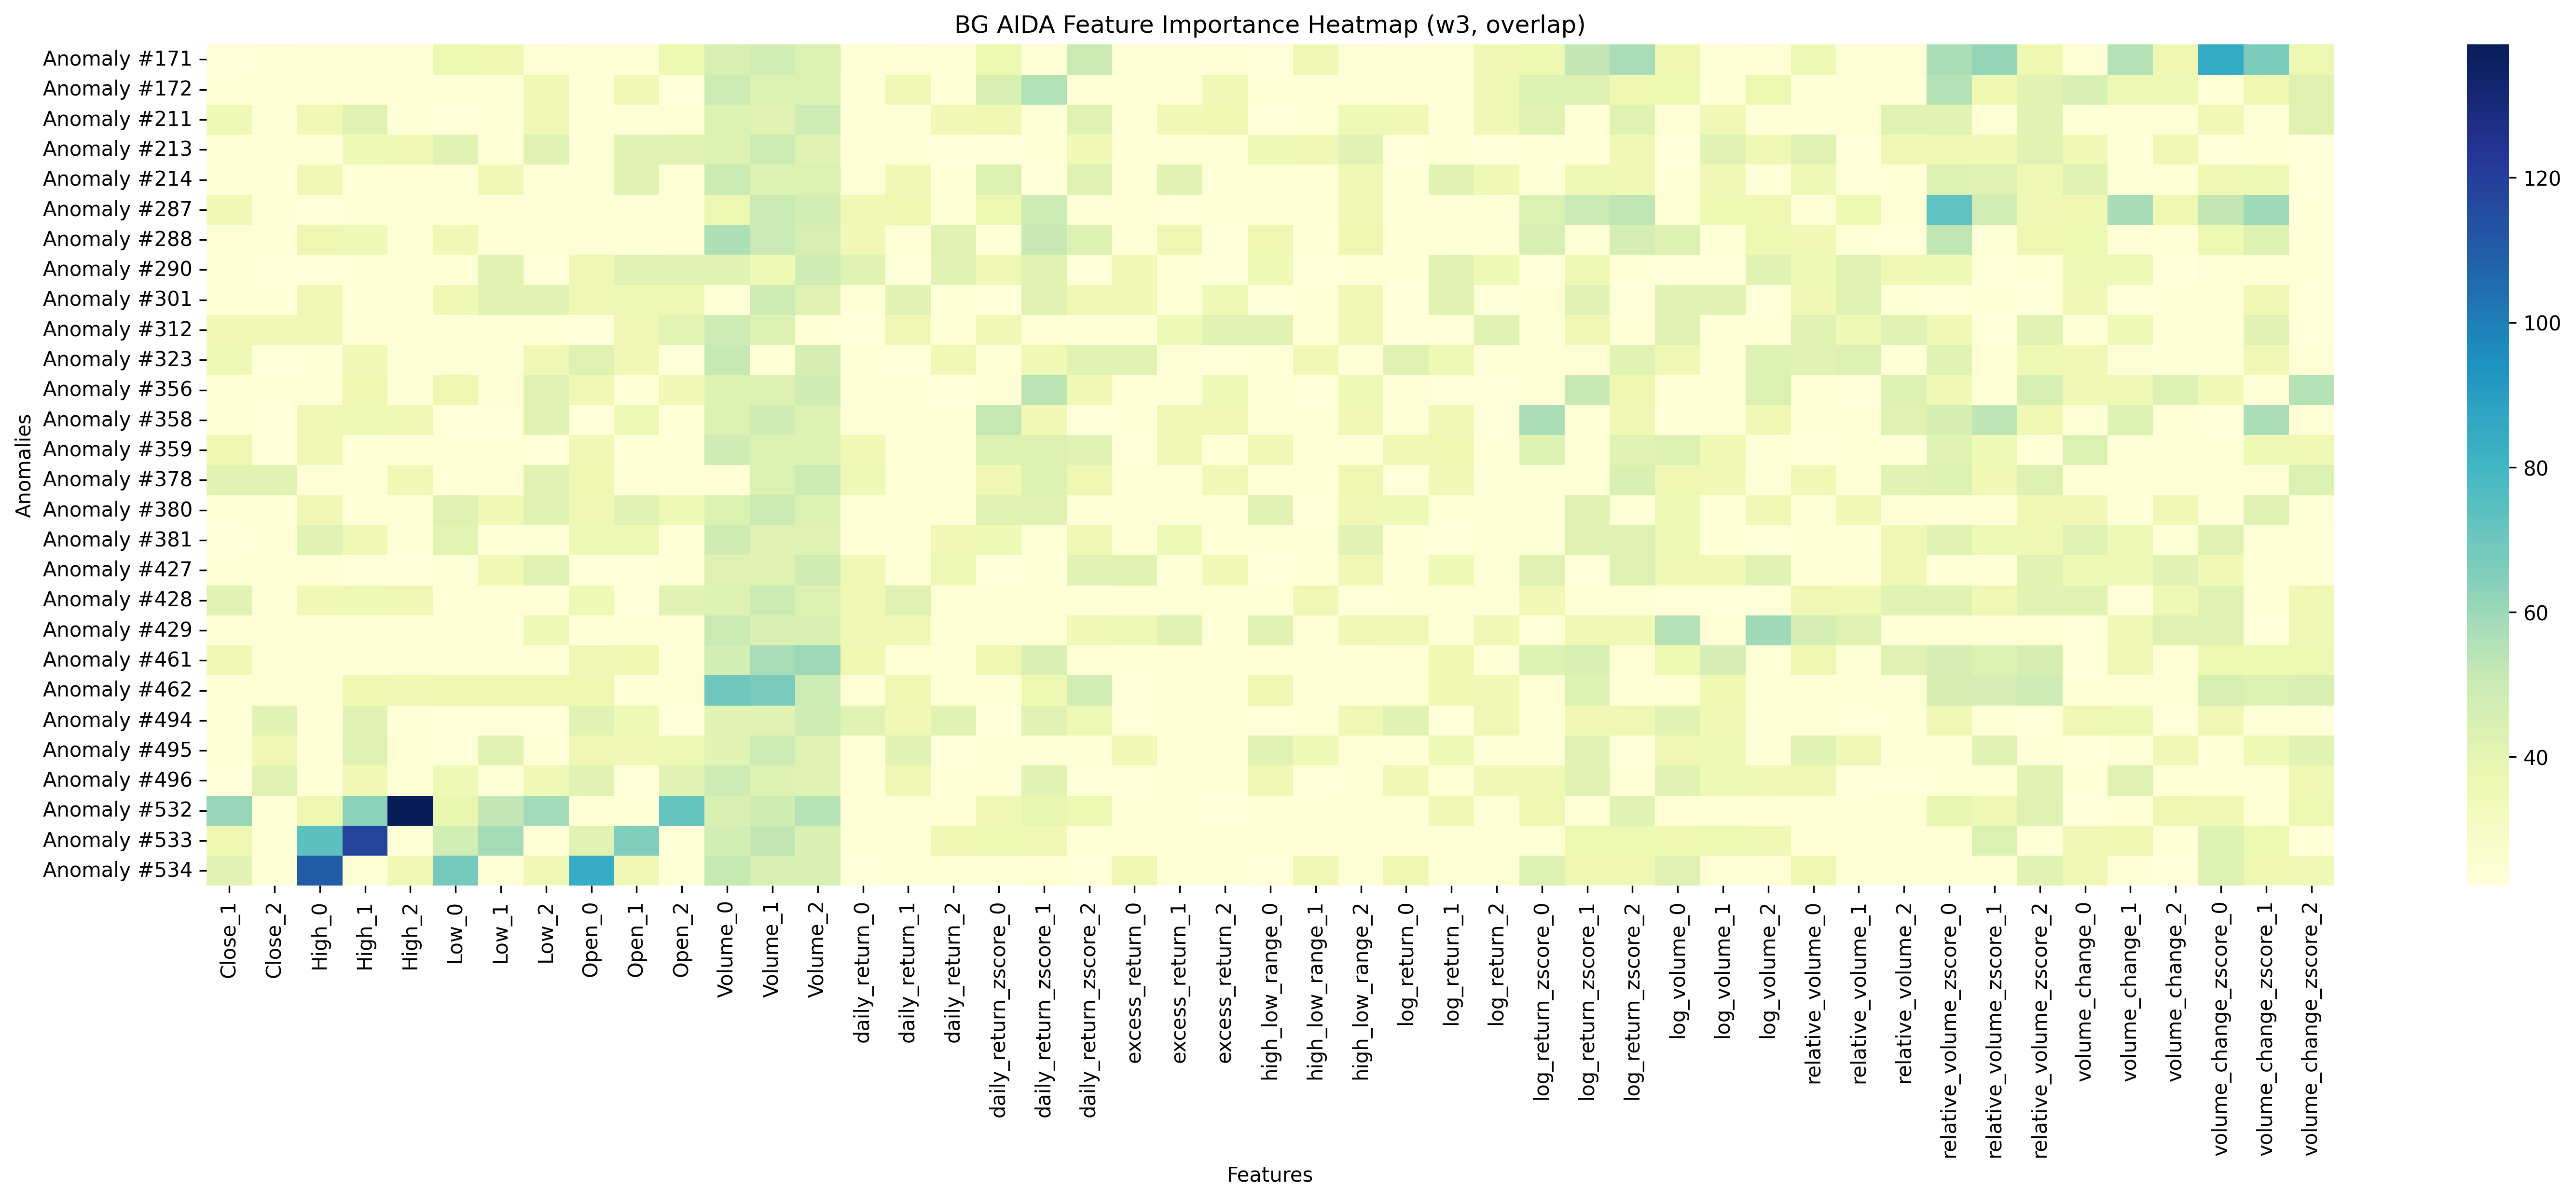 BG AIDA Feature Importance Heatmap (w3, overlap)
Anomalies
Anomaly #171
Anomaly #172
Anomaly #211
Anomaly #213
Anomaly #214
Anomaly #287
Anomaly #288
Anomaly #290
Anomaly #301
Anomaly #312
Anomaly #323
Anomaly #356
Anomaly #358
Anomaly #359
Anomaly #378
Anomaly #380
Anomaly #381
Anomaly #427
Anomaly #428
Anomaly #429
Anomaly #461
Anomaly #462
Anomaly #494
Anomaly #495
Anomaly #496
Anomaly #532
Anomaly #533
Anomaly #534
Close_1
Close_2
High_0
High_1
High_2
Low_0
Low_1
Low_2
Open_0
Open_1
Open_2
Volume_0
Volume_1
Volume_2
daily_return_0
daily_return_1
daily_return_2
daily_return_zscore_0
daily_return_zscore_1
daily_return_zscore_2
excess_return_0
excess_return_1
excess_return_2
high_low_range_0
high_low_range_1
high_low_range_2
log_return_0
log_return_1
log_return_2
log_return_zscore_0
log_return_zscore_1
log_return_zscore_2
log_volume_0
log_volume_1
log_volume_2
relative_volume_0
relative_volume_1
relative_volume_2
relative_volume_zscore_0
relative_volume_zscore_1
relative_volume_zscore_2
volume_change_0
volume_change_1
volume_change_2
volume_change_zscore_0
volume_change_zscore_1
volume_change_zscore_2
Features
120
100
80
60
40